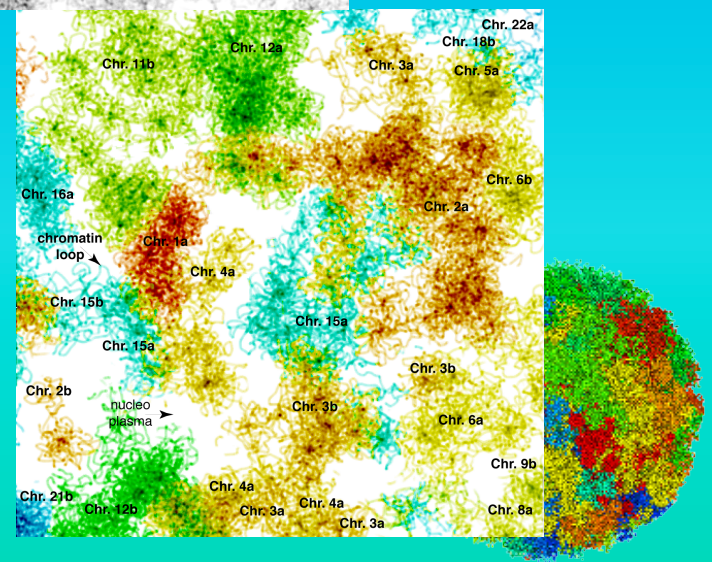 Chr. 22a
Chr. 18b
Chr. 12a
Chr. 11b
Chr. 3a
Chr. 5a
Chr. 6b
Chr. 16a
Chr. 2a
chromatin
loop
Chr. 1a
Chr. 4a
Chr. 15b
Chr. 15a
Chr. 15a
Chr. 3b
Chr. 2b
nucleo
plasma
Chr. 3b
Chr. 6a
Chr. 9b
Chr. 4a
Chr. 21b
Chr. 12b
Chr. 3a
Chr. 4a
Chr. 3a
Chr. 8a